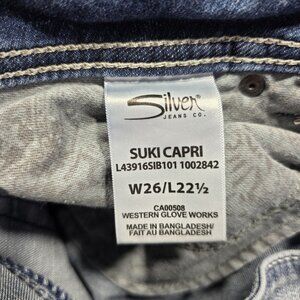 Silver
JEANS CO.
SUKI CAPRI
L43916SIB101 1002842
W26/L22½
CA00508
WESTERN GLOVE WORKS
MADE IN BANGLADESH/
FAIT AU BANGLADESH